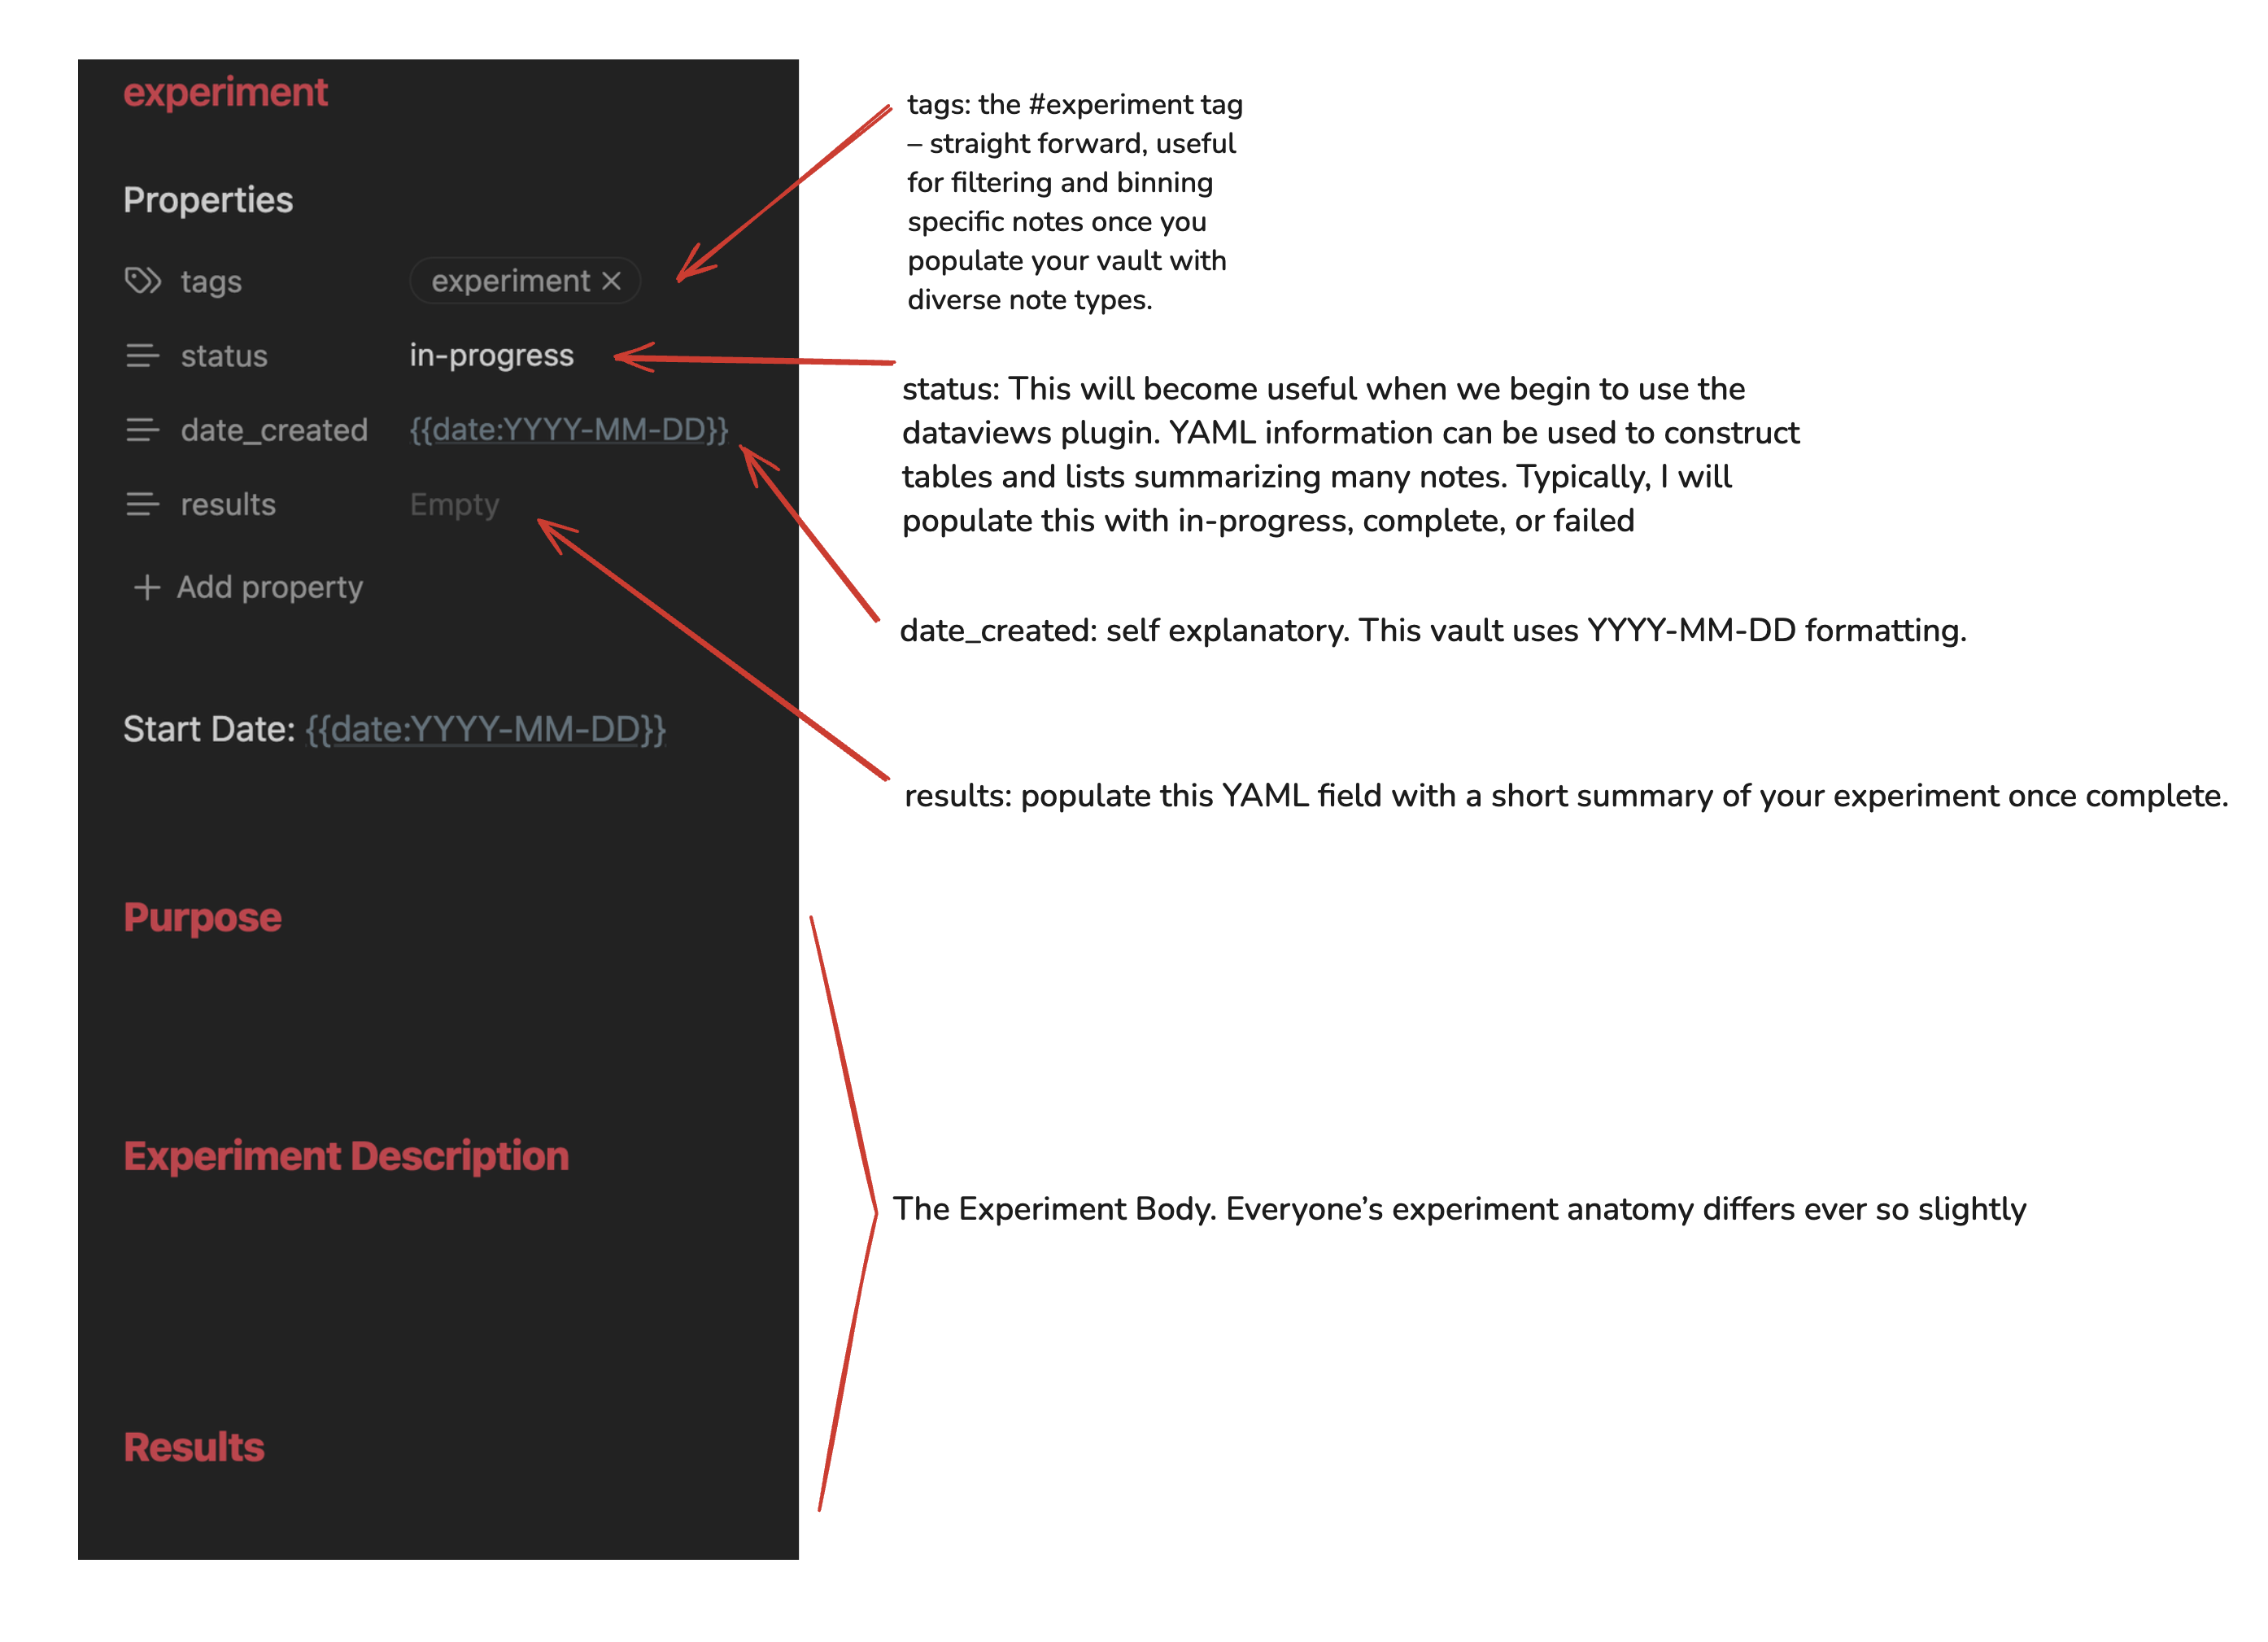 experiment
Properties
tags experiment
status in-progress
date_created {{date:YYYY-MM-DD}}
results Empty
Add property
Start Date: {{date:YYYY-MM-DD}}
Purpose
Experiment Description
Results
tags: the #experiment tag
– straight forward, useful
for filtering and binning
specific notes once you
populate your vault with
diverse note types.
status: This will become useful when we begin to use the
dataviews plugin. YAML information can be used to construct
tables and lists summarizing many notes. Typically, I will
populate this with in-progress, complete, or failed
date_created: self explanatory. This vault uses YYYY-MM-DD formatting.
results: populate this YAML field with a short summary of your experiment once complete.
The Experiment Body. Everyone’s experiment anatomy differs ever so slightly